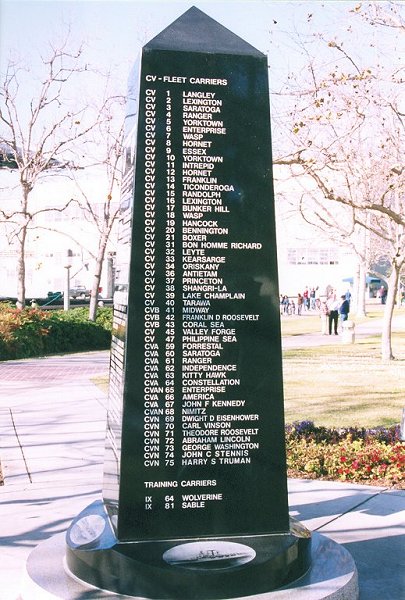 CV - FLEET CARRIERS
CV 1 LANGLEY
CV 2 LEXINGTON
CV 3 SARATOGA
CV 4 RANGER
CV 5 YORKTOWN
CV 6 ENTERPRISE
CV 7 WASP
CV 8 HORNET
CV 9 ESSEX
CV 10 YORKTOWN
CV 11 INTREPID
CV 12 HORNET
CV 13 FRANKLIN
CV 14 TICONDEROGA
CV 15 RANDOLPH
CV 16 LEXINGTON
CV 17 BUNKER HILL
CV 18 WASP
CV 19 HANCOCK
CV 20 BENNINGTON
CV 21 BOXER
CV 31 BON HOMME RICHARD
CV 32 LEYTE
CV 33 KEARSARGE
CV 34 ORISKANY
CV 36 ANTIETAM
CV 37 PRINCETON
CV 38 SHANGRI-LA
CV 39 LAKE CHAMPLAIN
CV 40 TARAWA
CVB 41 MIDWAY
CVB 42 FRANKLIN D ROOSEVELT
CVB 43 CORAL SEA
CV 45 VALLEY FORGE
CV 47 PHILIPPINE SEA
CVA 59 FORRESTAL
CVA 60 SARATOGA
CVA 61 RANGER
CVA 62 INDEPENDENCE
CVA 63 KITTY HAWK
CVA 64 CONSTELLATION
CVAN 65 ENTERPRISE
CVA 66 AMERICA
CVA 67 JOHN F KENNEDY
CVAN 68 NIMITZ
CVN 69 DWIGHT D EISENHOWER
CVN 70 CARL VINSON
CVN 71 THEODORE ROOSEVELT
CVN 72 ABRAHAM LINCOLN
CVN 73 GEORGE WASHINGTON
CVN 74 JOHN C STENNIS
CVN 75 HARRY S TRUMAN
TRAINING CARRIERS
IX 64 WOLVERINE
IX 81 SABLE